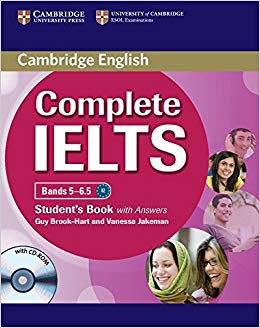 CAMBRIDGE
UNIVERSITY PRESS
UNIVERSITY of CAMBRIDGE
ESOL Examinations
Cambridge English
Complete
IELTS
Bands 5–6.5
B2
Student's Book with Answers
Guy Brook-Hart and Vanessa Jakeman
with CD-ROM